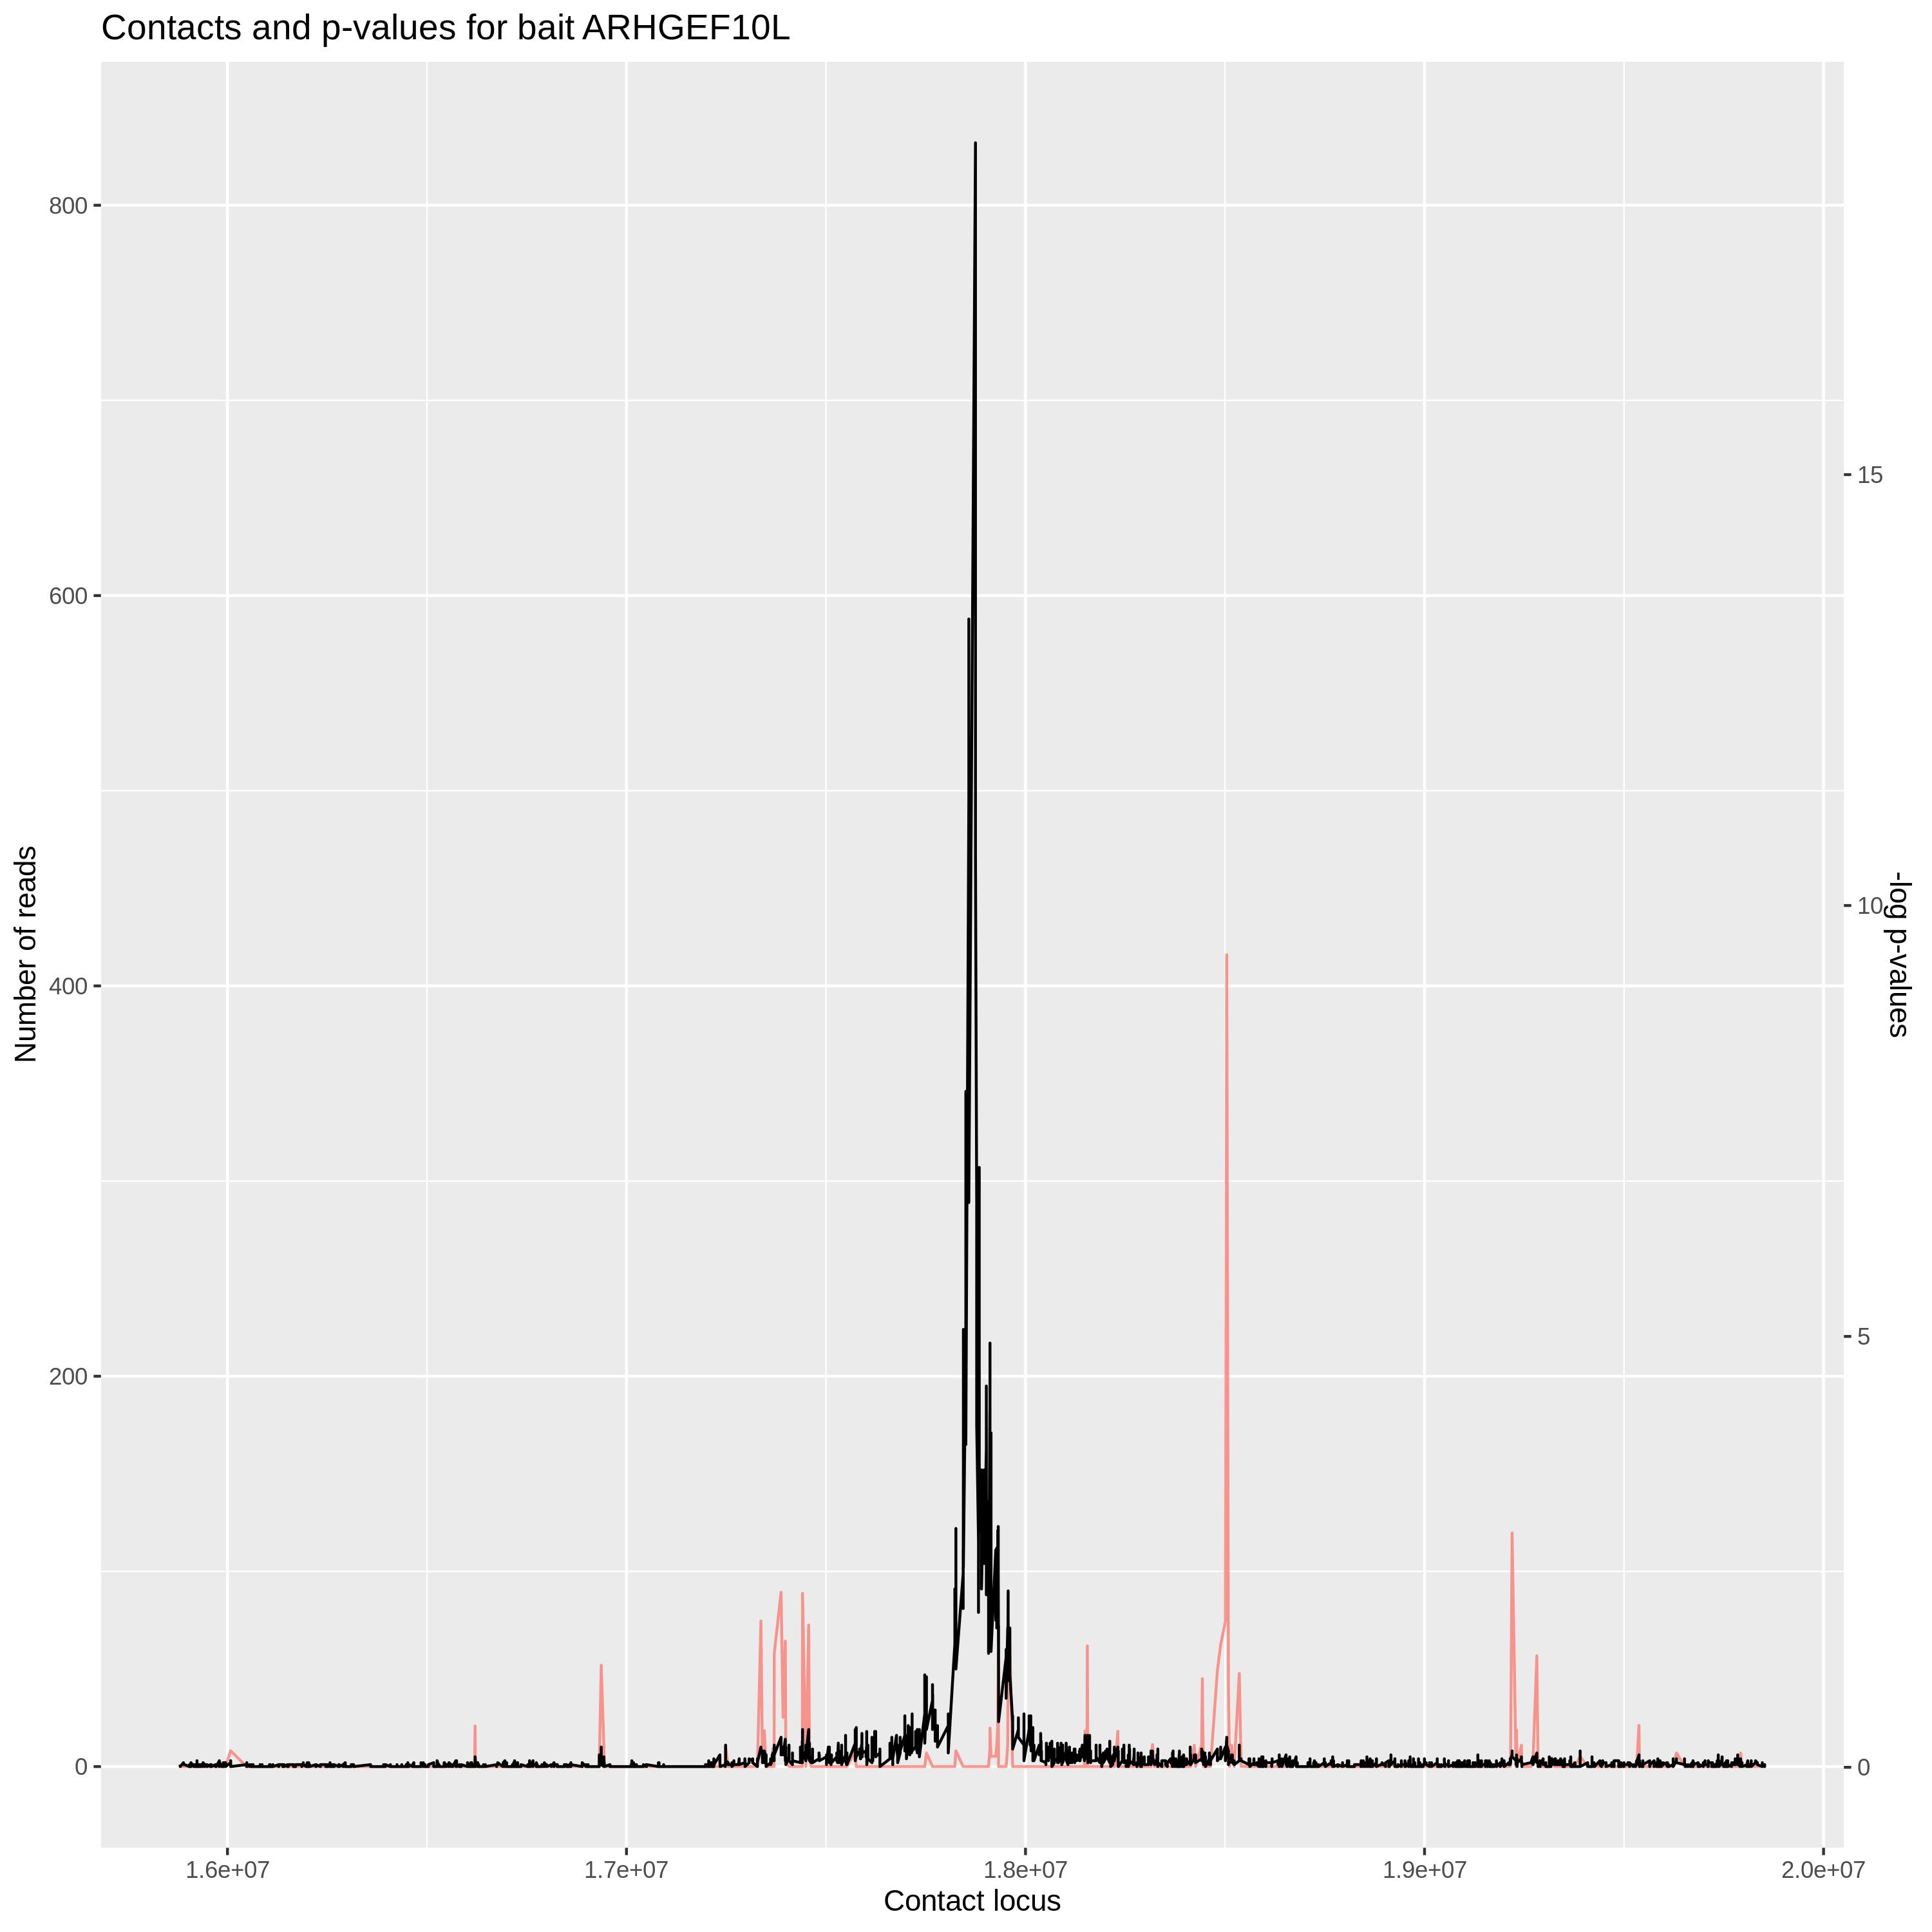 Contacts and p-values for bait ARHGEF10L
800
600
400
200
0
Number of reads
15
10
5
0
-log p-values
1.6e+07
1.7e+07
1.8e+07
1.9e+07
2.0e+07
Contact locus